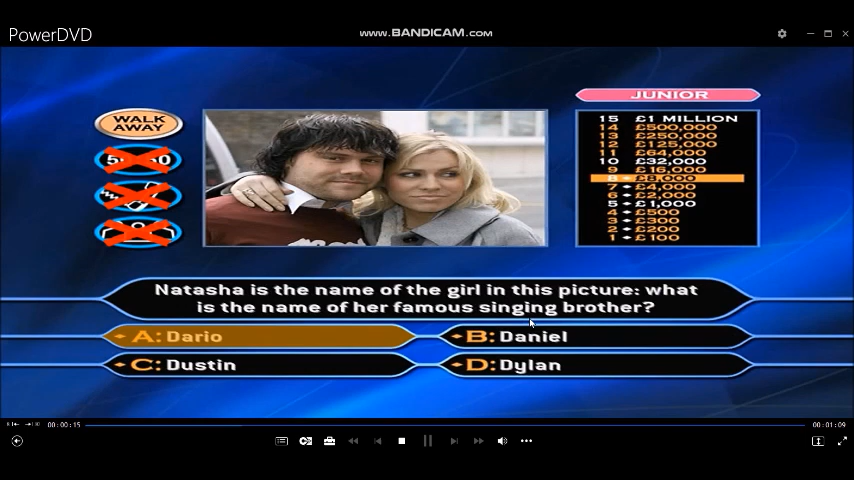 PowerDVD
www.BANDICAM.com
JUNIOR
WALK
AWAY
15 £1 MILLION
14 £500,000
13 £250,000
12 £125,000
11 £64,000
10 £32,000
9 £16,000
8 £8,000
7 £4,000
6 £2,000
5 £1,000
4 £500
3 £300
2 £200
1 £100
Natasha is the name of the girl in this picture: what
is the name of her famous singing brother?
A: Dario
B: Daniel
C: Dustin
D: Dylan
00:00:15
00:01:09